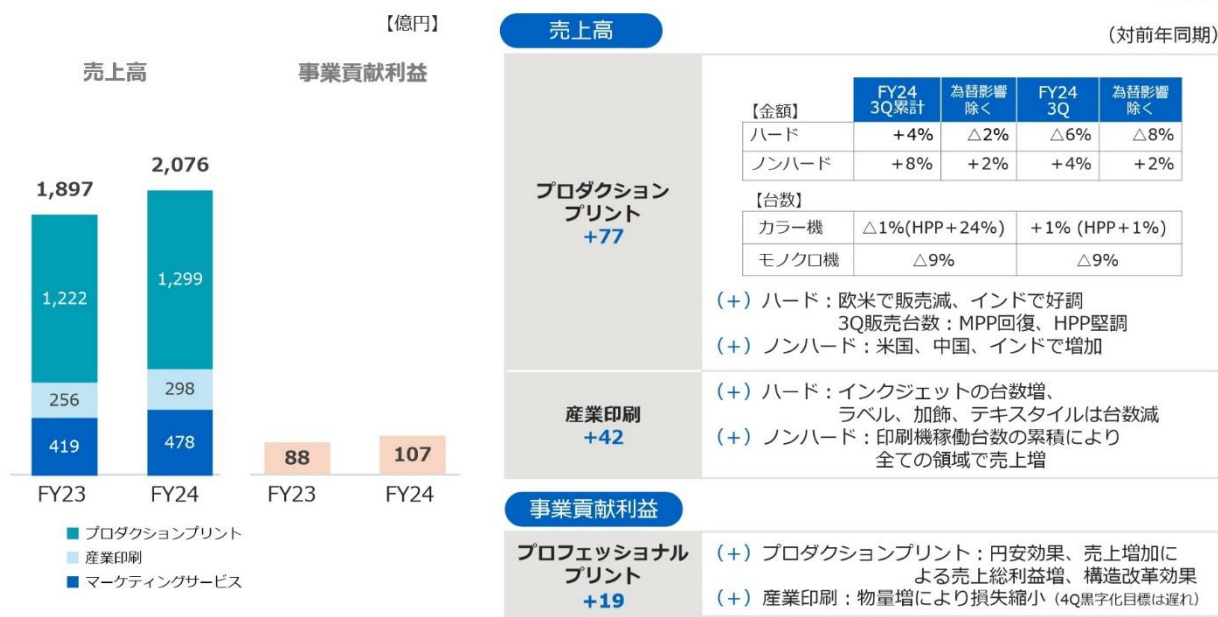 【億円】
売上高
事業貢献利益
1,897
2,076
1,222
1,299
256
298
419
478
88
107
FY23
FY24
FY23
FY24
プロダクションプリント
産業印刷
マーケティングサービス
売上高
(対前年同期)
プロダクション
プリント
+77
【金額】
FY24
3Q累計
為替影響
除く
FY24
3Q
為替影響
除く
ハード +4% △2% △6% △8%
ノンハード +8% +2% +4% +2%
【台数】
カラー機 △1%(HPP+24%) +1% (HPP+1%)
モノクロ機 △9% △9%
(+) ハード:欧米で販売減、インドで好調
3Q販売台数:MPP回復、HPP堅調
(+) ノンハード:米国、中国、インドで増加
産業印刷
+42
(+) ハード:インクジェットの台数増、
ラベル、加飾、テキスタイルは台数減
(+) ノンハード:印刷機稼働台数の累積により
全ての領域で売上増
事業貢献利益
プロフェッショナル
プリント
+19
(+) プロダクションプリント:円安効果、売上増加に
よる売上総利益増、構造改革効果
(+) 産業印刷:物量増により損失縮小 (4Q黒字化目標は遅れ)